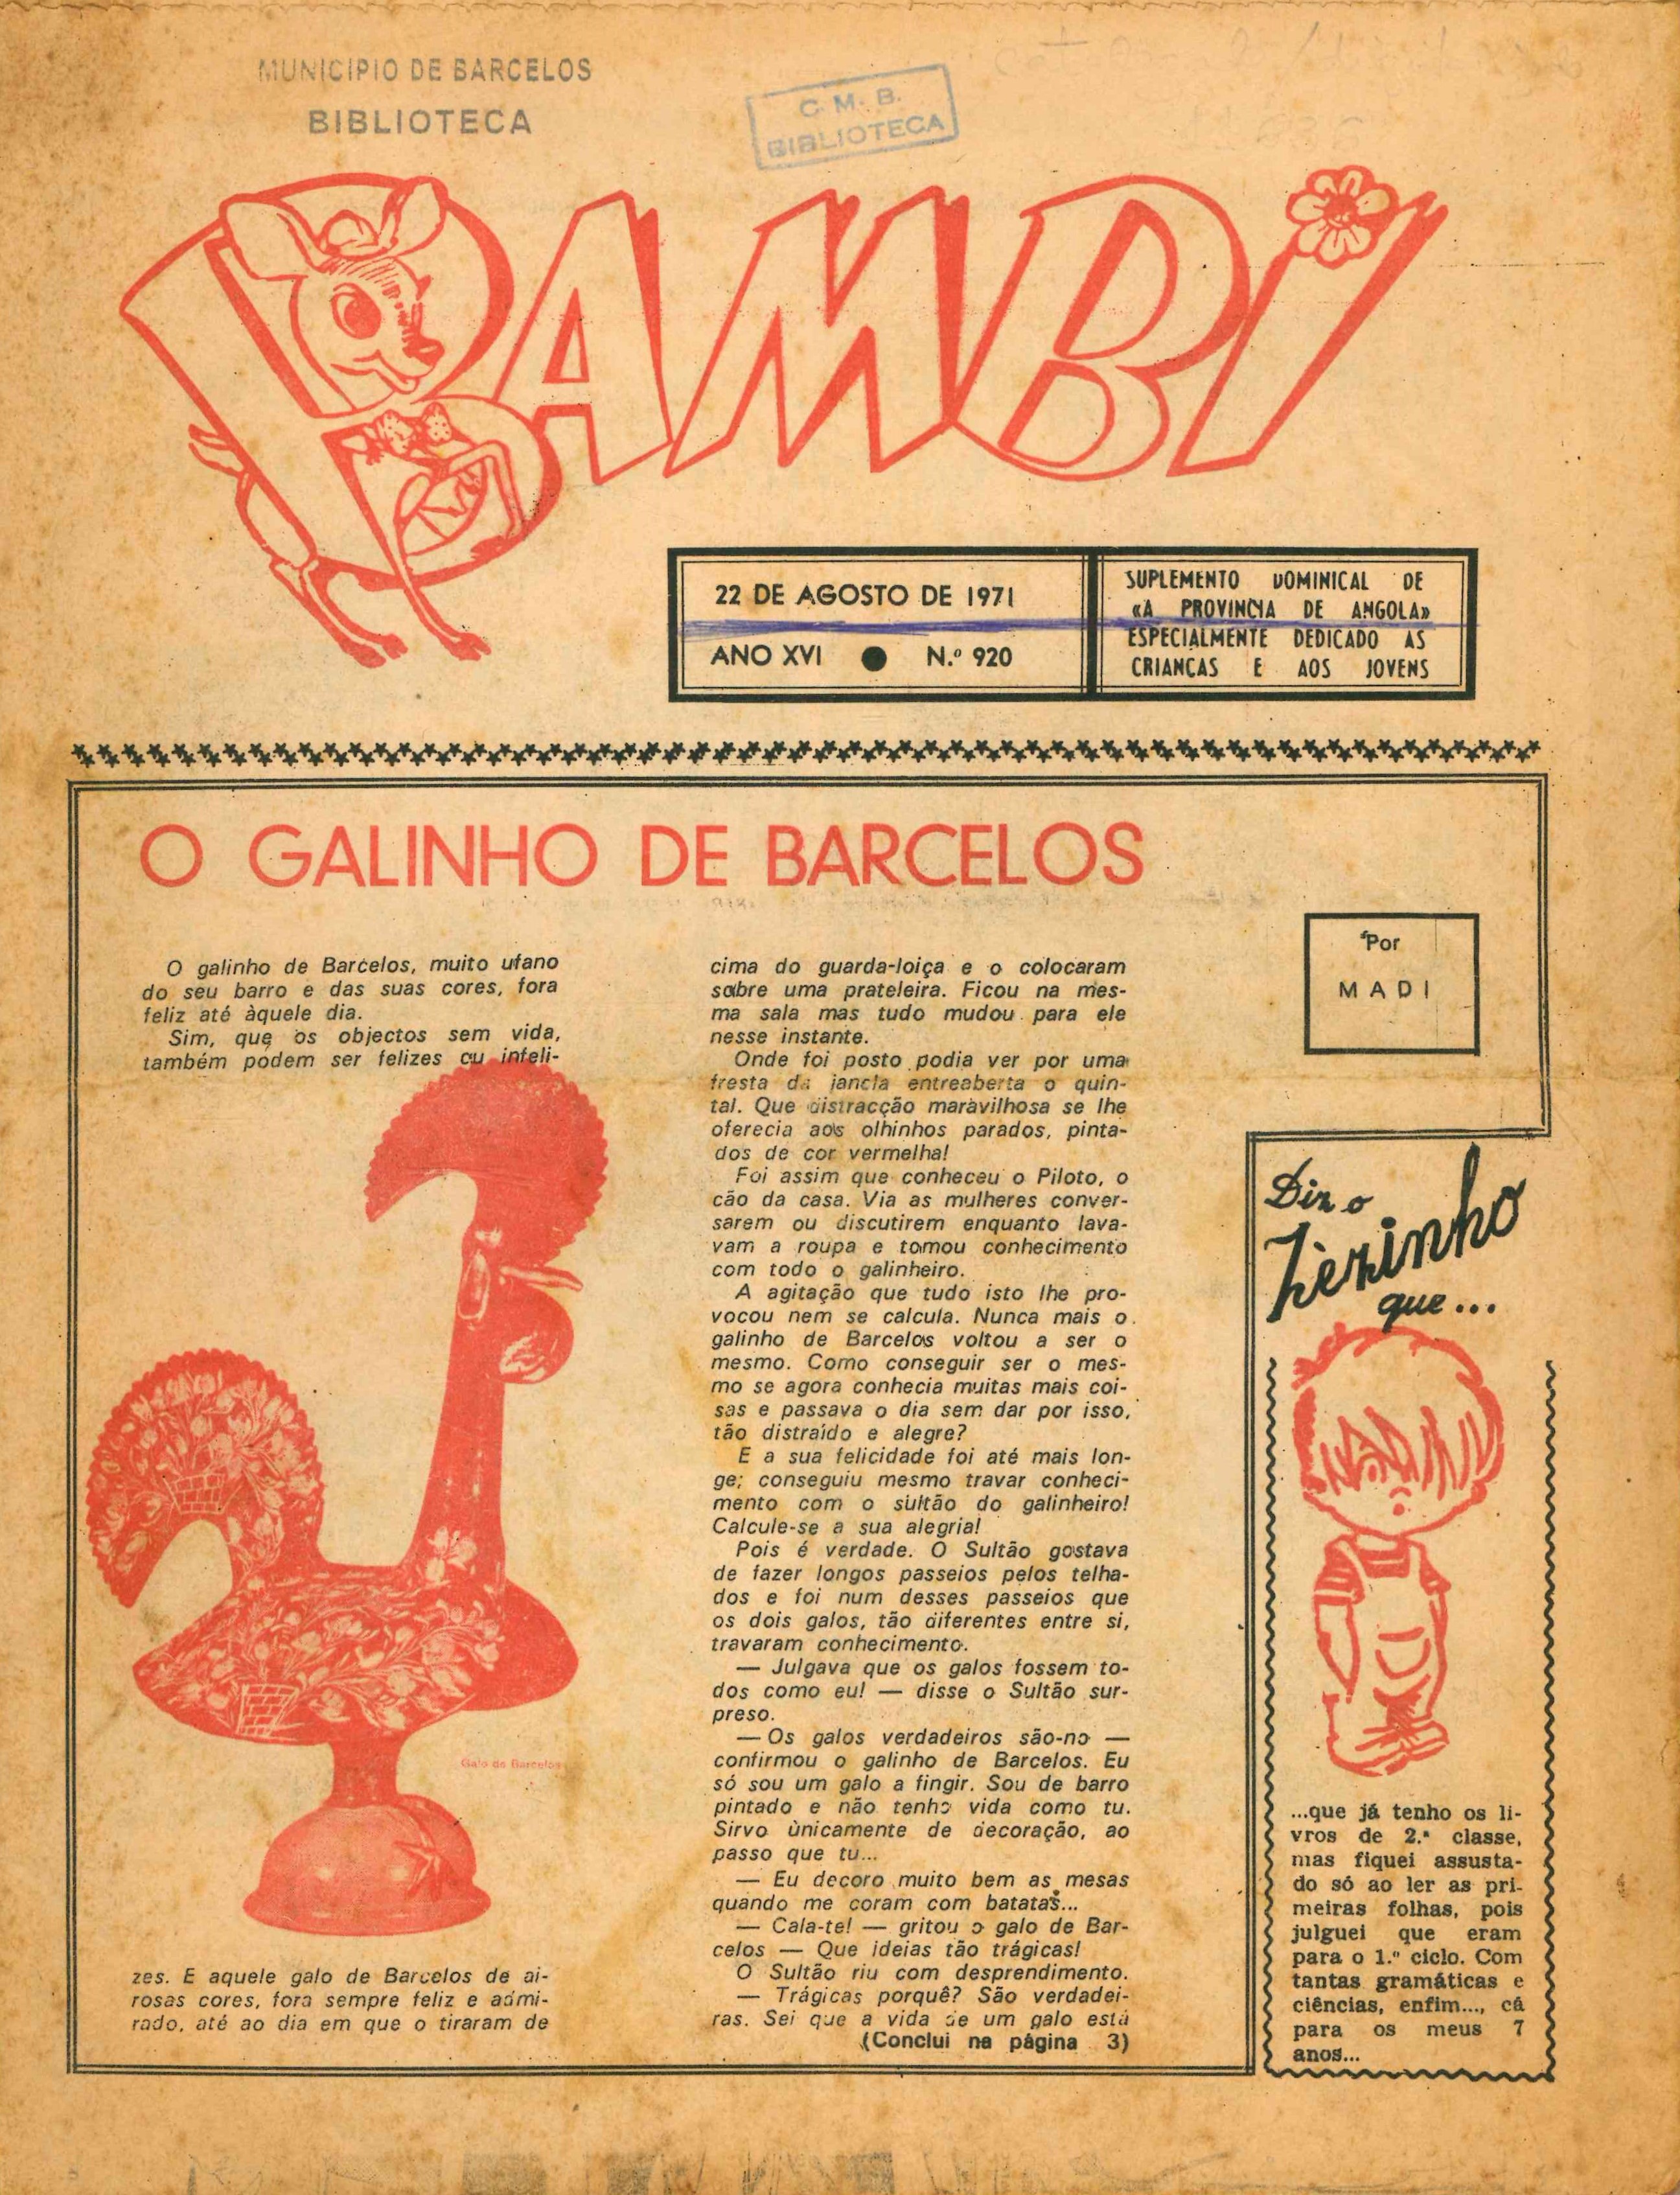 MUNICIPIO DE BARCELOS
BIBLIOTECA
C. M. B.
BIBLIOTECA
BAMBI
22 DE AGOSTO DE 1971
ANO XVI ● N.º 920
SUPLEMENTO DOMINICAL DE
«A PROVINCIA DE ANGOLA»
ESPECIALMENTE DEDICADO AS
CRIANCAS E AOS JOVENS
O GALINHO DE BARCELOS
Por
MADI
O galinho de Barcelos, muito ufano
do seu barro e das suas cores, fora
feliz até àquele dia.
Sim, que os objectos sem vida,
também podem ser felizes ou infeli-
Galo de Barcelos
zes. E aquele galo de Barcelos de ai-
rosas cores, fora sempre feliz e admi-
rado, até ao dia em que o tiraram de
cima do guarda-loiça e o colocaram
sobre uma prateleira. Ficou na mes-
ma sala mas tudo mudou para ele
nesse instante.
Onde foi posto podia ver por uma
fresta da janela entreaberta o quin-
tal. Que distracção maravilhosa se lhe
oferecia aos olhinhos parados, pinta-
dos de cor vermelha!
Foi assim que conheceu o Piloto, o
cão da casa. Via as mulheres conver-
sarem ou discutirem enquanto lava-
vam a roupa e tomou conhecimento
com todo o galinheiro.
A agitação que tudo isto lhe pro-
vocou nem se calcula. Nunca mais o
galinho de Barcelos voltou a ser o
mesmo. Como conseguir ser o mes-
mo se agora conhecia muitas mais coi-
sas e passava o dia sem dar por isso,
tão distraído e alegre?
E a sua felicidade foi até mais lon-
ge; conseguiu mesmo travar conheci-
mento com o sultão do galinheiro!
Calcule-se a sua alegria!
Pois é verdade. O Sultão gostava
de fazer longos passeios pelos telha-
dos e foi num desses passeios que
os dois galos, tão diferentes entre si,
travaram conhecimento.
— Julgava que os galos fossem to-
dos como eu! — disse o Sultão sur-
preso.
— Os galos verdadeiros são-no —
confirmou o galinho de Barcelos. Eu
só sou um galo a fingir. Sou de barro
pintado e não tenho vida como tu.
Sirvo ùnicamente de decoração, ao
passo que tu...
— Eu decoro muito bem as mesas
quando me coram com batatas...
— Cala-te! — gritou o galo de Bar-
celos — Que ideias tão trágicas!
O Sultão riu com desprendimento.
— Trágicas porquê? São verdadei-
ras. Sei que a vida de um galo está
(Conclui na página 3)
Diz o
Zèzinho
que...
...que já tenho os li-
vros de 2.ª classe,
mas fiquei assusta-
do só ao ler as pri-
meiras folhas, pois
julguei que eram
para o 1.º ciclo. Com
tantas gramáticas e
ciências, enfim..., cá
para os meus 7
anos...